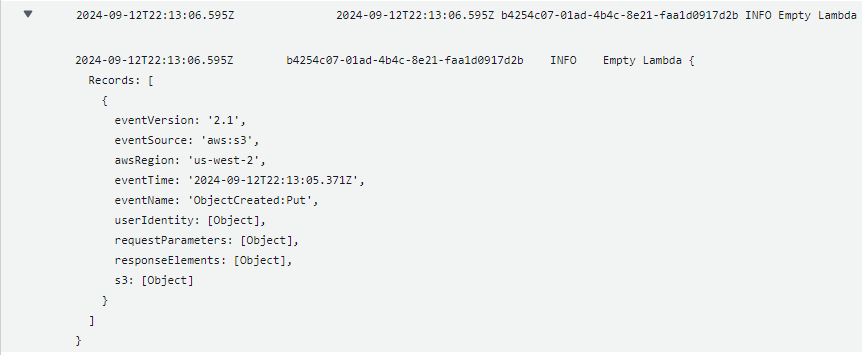 2024-09-12T22:13:06.595Z 2024-09-12T22:13:06.595Z b4254c07-01ad-4b4c-8e21-faa1d0917d2b INFO Empty Lambda
2024-09-12T22:13:06.595Z b4254c07-01ad-4b4c-8e21-faa1d0917d2b INFO Empty Lambda {
Records: [
{
eventVersion: '2.1',
eventSource: 'aws:s3',
awsRegion: 'us-west-2',
eventTime: '2024-09-12T22:13:05.371Z',
eventName: 'ObjectCreated:Put',
userIdentity: [Object],
requestParameters: [Object],
responseElements: [Object],
s3: [Object]
}
]
}